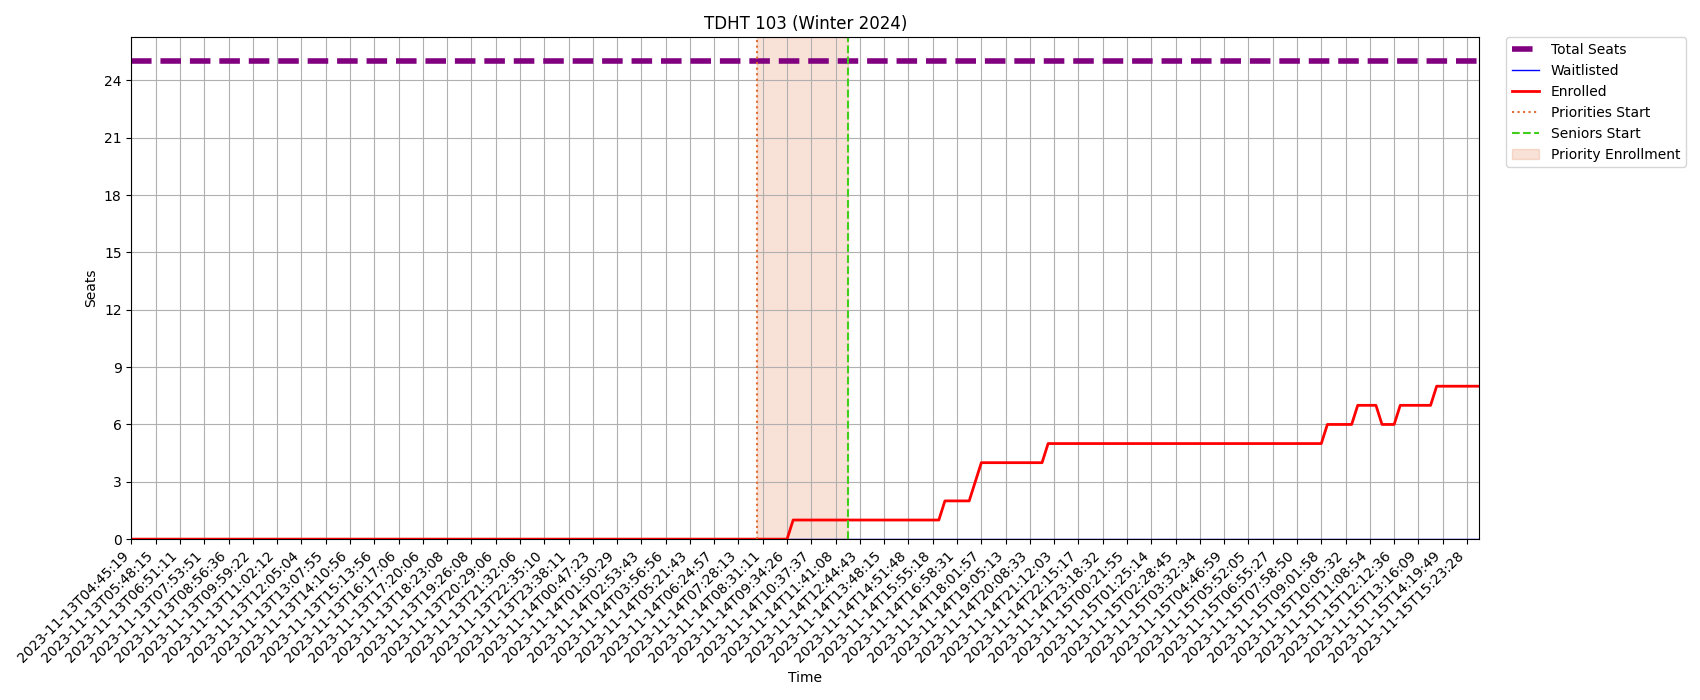 TDHT 103 (Winter 2024)
Total Seats
Waitlisted
Enrolled
Priorities Start
Seniors Start
Priority Enrollment
Seats
24
21
18
15
12
9
6
3
0
2023-11-13T04:45:19
2023-11-13T05:48:15
2023-11-13T06:51:11
2023-11-13T07:53:51
2023-11-13T08:56:36
2023-11-13T09:59:22
2023-11-13T11:02:12
2023-11-13T12:05:04
2023-11-13T13:07:55
2023-11-13T14:10:56
2023-11-13T15:13:56
2023-11-13T16:17:06
2023-11-13T17:20:06
2023-11-13T18:23:08
2023-11-13T19:26:08
2023-11-13T20:29:06
2023-11-13T21:32:06
2023-11-13T22:35:10
2023-11-13T23:38:11
2023-11-14T00:47:23
2023-11-14T01:50:29
2023-11-14T02:53:43
2023-11-14T03:56:56
2023-11-14T05:21:43
2023-11-14T06:24:57
2023-11-14T07:28:13
2023-11-14T08:31:11
2023-11-14T09:34:26
2023-11-14T10:37:37
2023-11-14T11:41:08
2023-11-14T12:44:43
2023-11-14T13:48:15
2023-11-14T14:51:48
2023-11-14T15:55:18
2023-11-14T16:58:31
2023-11-14T18:01:57
2023-11-14T19:05:13
2023-11-14T20:08:33
2023-11-14T21:12:03
2023-11-14T22:15:17
2023-11-14T23:18:32
2023-11-15T00:21:55
2023-11-15T01:25:14
2023-11-15T02:28:45
2023-11-15T03:32:34
2023-11-15T04:46:59
2023-11-15T05:52:05
2023-11-15T06:55:27
2023-11-15T07:58:50
2023-11-15T09:01:58
2023-11-15T10:05:32
2023-11-15T11:08:54
2023-11-15T12:12:36
2023-11-15T13:16:09
2023-11-15T14:19:49
2023-11-15T15:23:28
Time